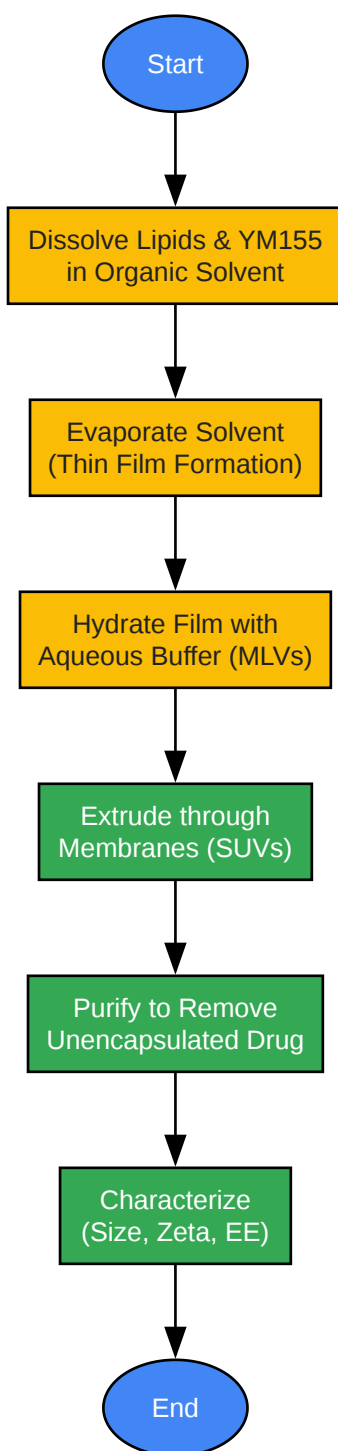 Start
Dissolve Lipids & YM155
in Organic Solvent
Evaporate Solvent
(Thin Film Formation)
Hydrate Film with
Aqueous Buffer (MLVs)
Extrude through
Membranes (SUVs)
Purify to Remove
Unencapsulated Drug
Characterize
(Size, Zeta, EE)
End